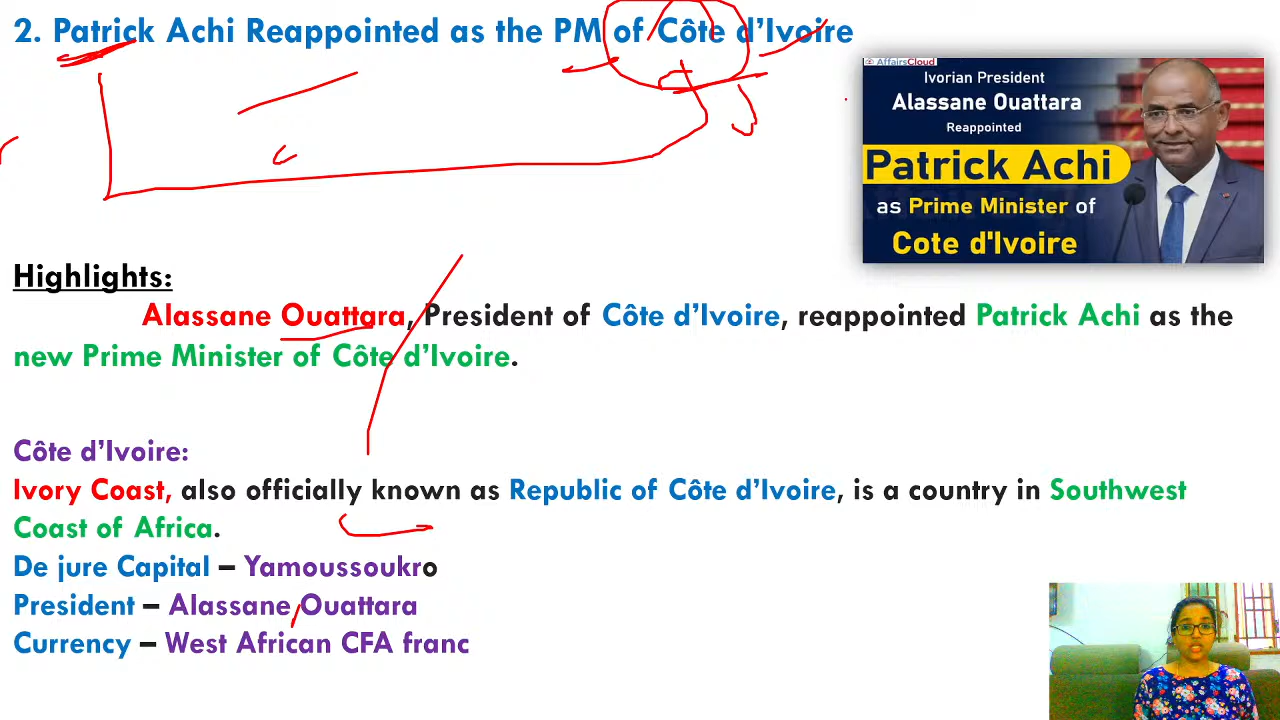 2. Patrick Achi Reappointed as the PM of Côte d'Ivoire
AffairsCloud
Ivorian President
Alassane Ouattara
Reappointed
Patrick Achi
as Prime Minister of
Cote d'Ivoire
Highlights:
Alassane Ouattara, President of Côte d'Ivoire, reappointed Patrick Achi as the
new Prime Minister of Côte d'Ivoire.
Côte d'Ivoire:
Ivory Coast, also officially known as Republic of Côte d'Ivoire, is a country in Southwest
Coast of Africa.
De jure Capital – Yamoussoukro
President – Alassane Ouattara
Currency – West African CFA franc